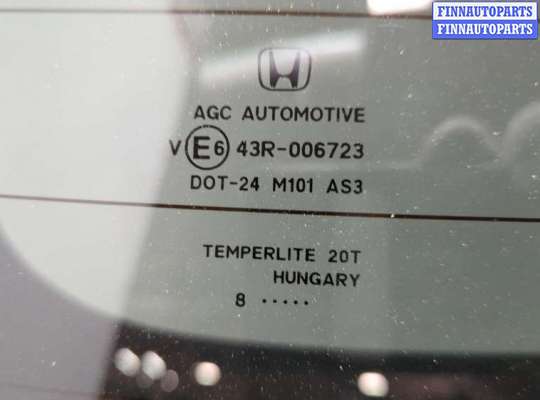 FINNAUTOPARTS
FINNAUTOPARTS
AGC AUTOMOTIVE
V E6 43R-006723
DOT-24 M101 AS3
TEMPERLITE 20T
HUNGARY
8 .....